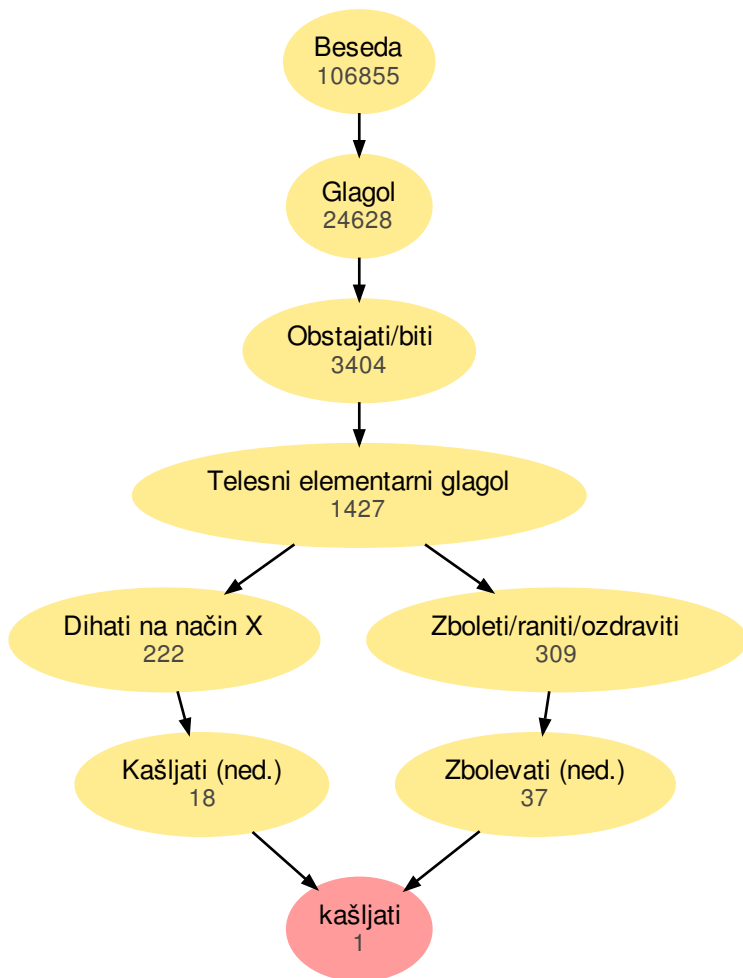 Beseda
106855
Glagol
24628
Obstajati/biti
3404
Telesni elementarni glagol
1427
Dihati na način X
222
Zboleti/raniti/ozdraviti
309
Kašljati (ned.)
18
Zbolevati (ned.)
37
kašljati
1